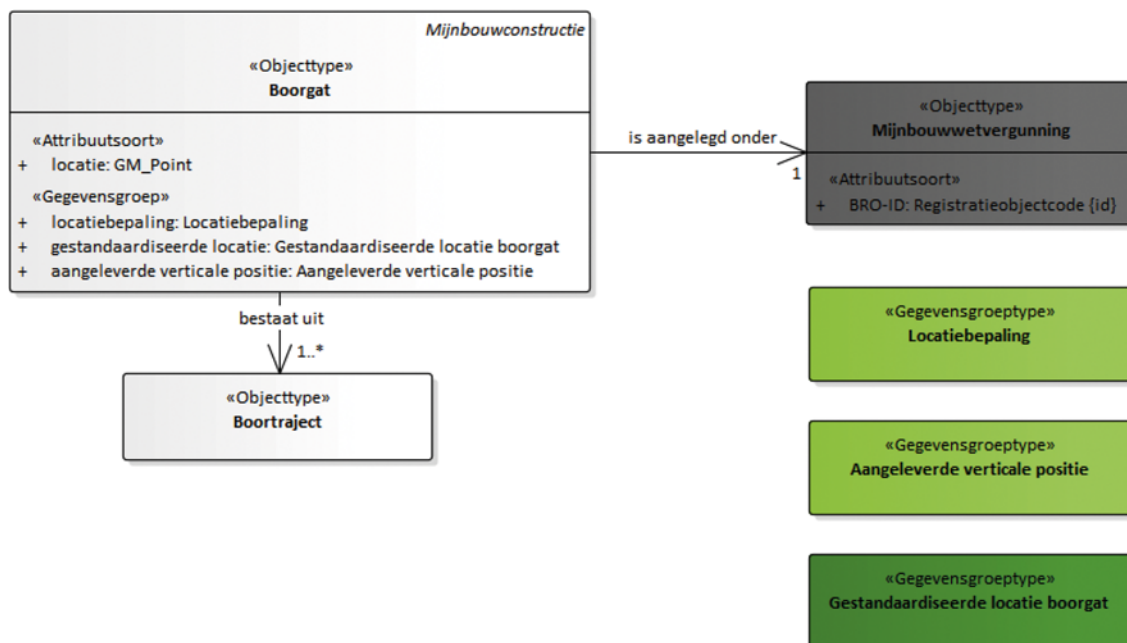 Mijnbouwconstructie
«Objecttype»
Boorgat
«Attribuutsoort»
+ locatie: GM_Point
«Gegevensgroep»
+ locatiebepaling: Locatiebepaling
+ gestandaardiseerde locatie: Gestandaardiseerde locatie boorgat
+ aangeleverde verticale positie: Aangeleverde verticale positie
is aangelegd onder
1
«Objecttype»
Mijnbouwwetvergunning
«Attribuutsoort»
+ BRO-ID: Registratieobjectcode {id}
bestaat uit
1..*
«Objecttype»
Boortraject
«Gegevensgroeptype»
Locatiebepaling
«Gegevensgroeptype»
Aangeleverde verticale positie
«Gegevensgroeptype»
Gestandaardiseerde locatie boorgat